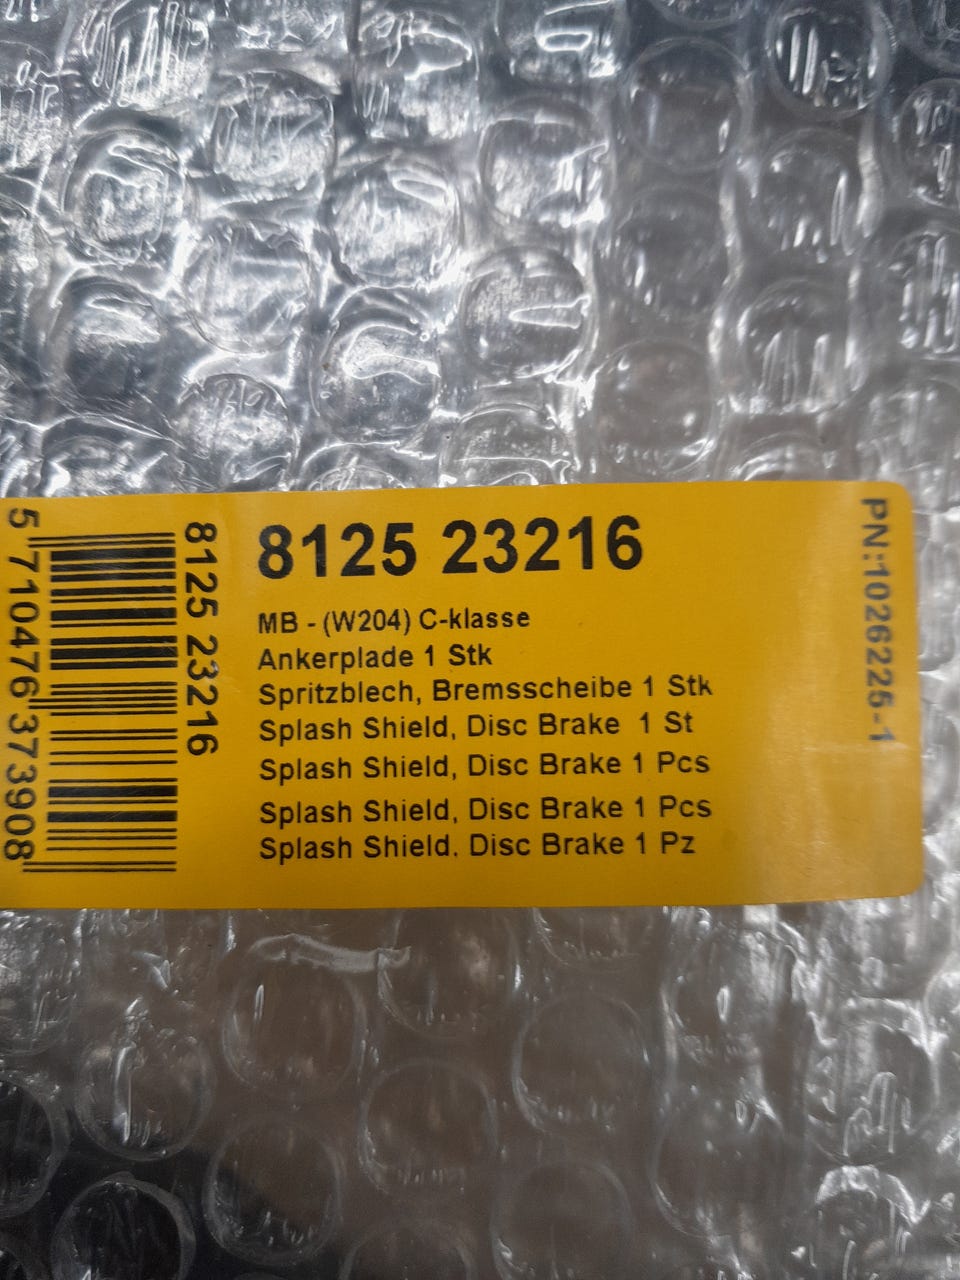 5 710476 373908
8125 23216
8125 23216
MB - (W204) C-klasse
Ankerplade 1 Stk
Spritzblech, Bremsscheibe 1 Stk
Splash Shield, Disc Brake 1 St
Splash Shield, Disc Brake 1 Pcs
Splash Shield, Disc Brake 1 Pcs
Splash Shield. Disc Brake 1 Pz
PN:1026225-1